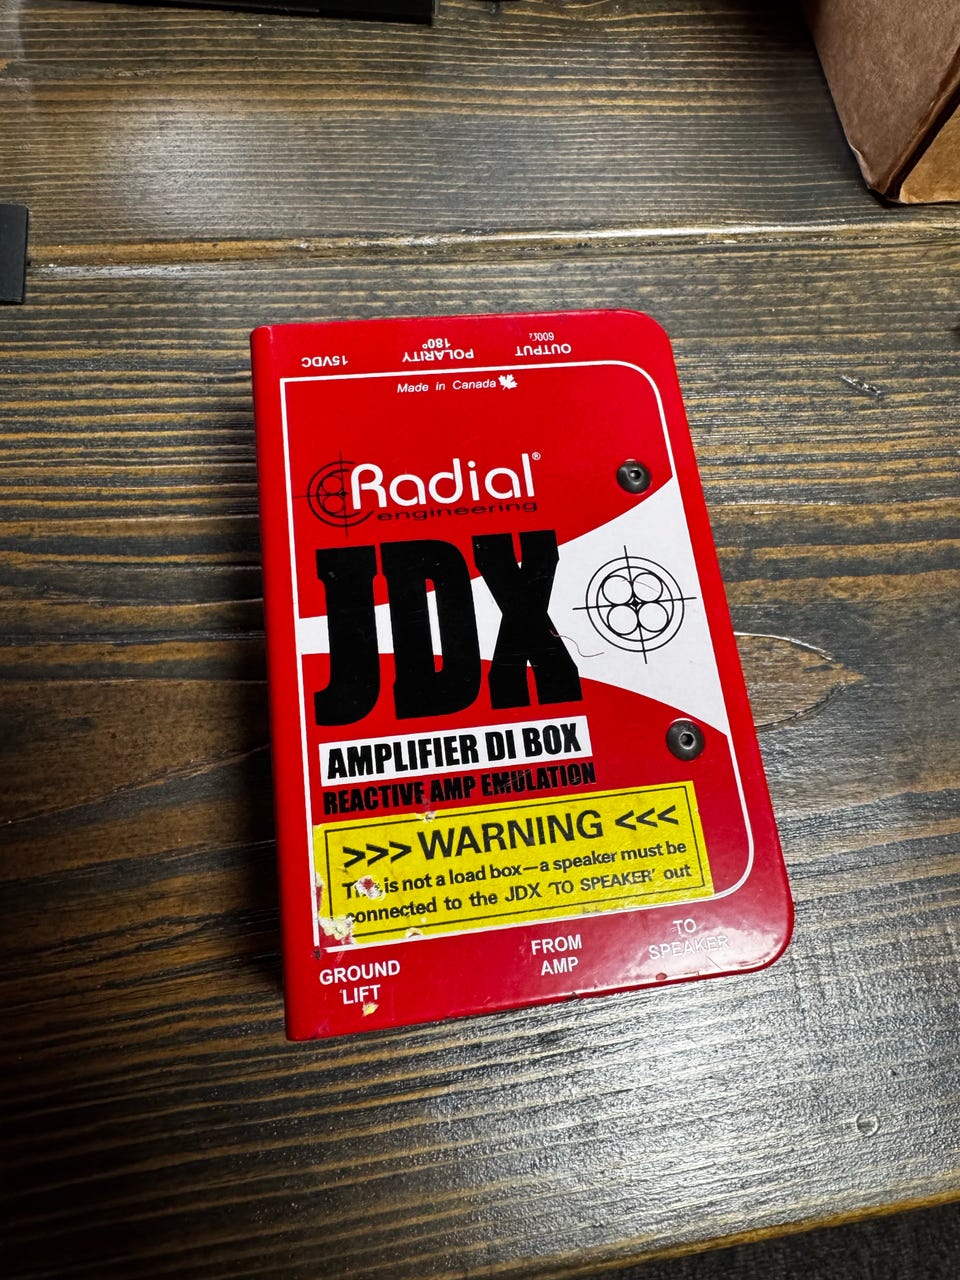 15VDC
POLARITY
180°
OUTPUT
600Ω
Made in Canada
Radial®
engineering
JDX
AMPLIFIER DI BOX
REACTIVE AMP EMULATION
>>> WARNING <<<
This is not a load box—a speaker must be
connected to the JDX 'TO SPEAKER' out
GROUND
LIFT
FROM
AMP
TO
SPEAKER